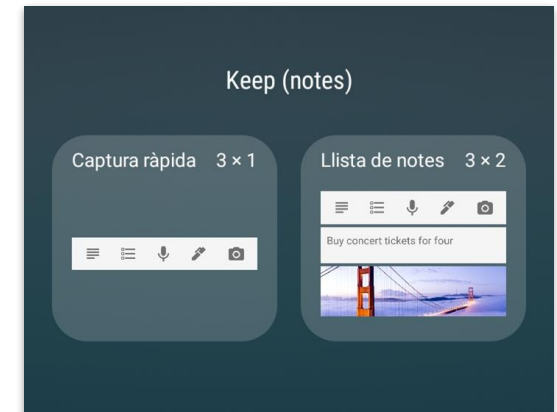 Keep (notes)
Captura ràpida 3 × 1
Llista de notes 3 × 2
Buy concert tickets for four